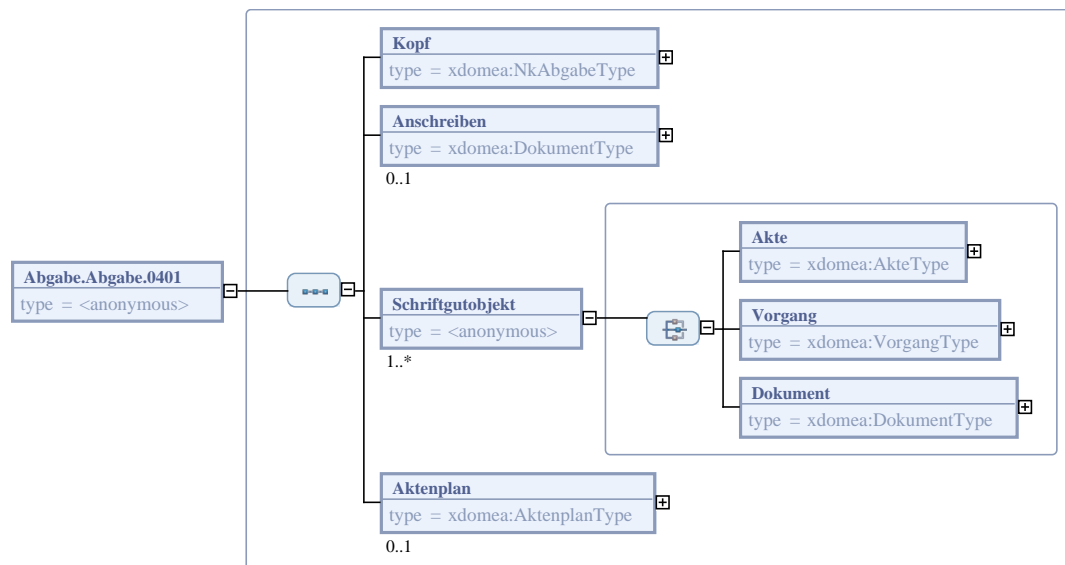 Kopf
type = xdomea:NkAbgabeType
Anschreiben
type = xdomea:DokumentType
0..1
Abgabe.Abgabe.0401
type = <anonymous>
Schriftgutobjekt
type = <anonymous>
1..*
Akte
type = xdomea:AkteType
Vorgang
type = xdomea:VorgangType
Dokument
type = xdomea:DokumentType
Aktenplan
type = xdomea:AktenplanType
0..1